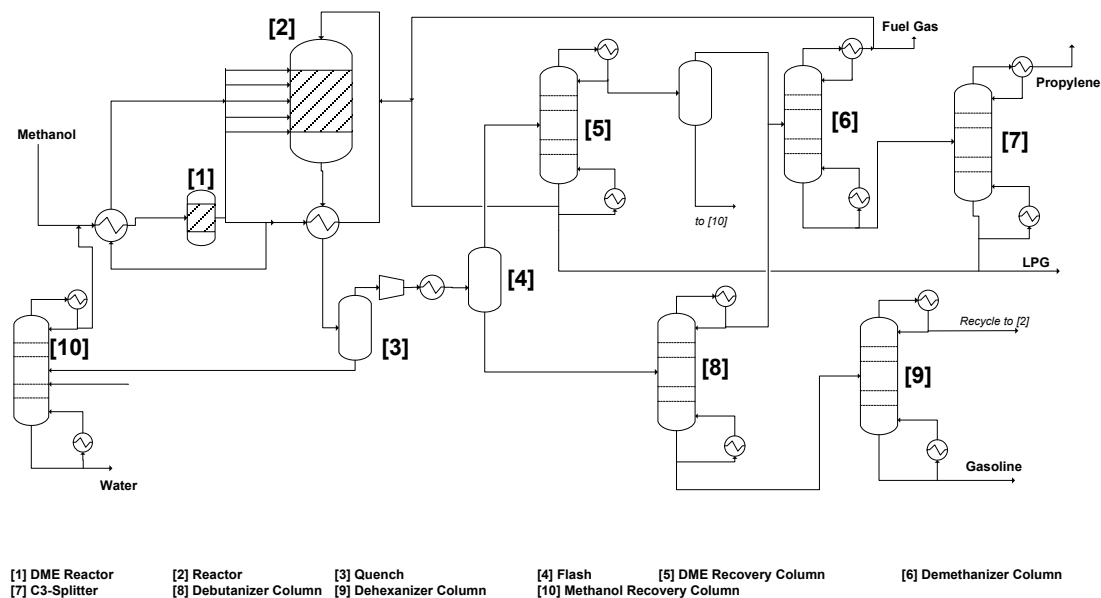 [2]
Fuel Gas
Propylene
[5]
[6]
[7]
Methanol
[1]
to [10]
LPG
[4]
[10]
[3]
Recycle to [2]
[8]
[9]
Gasoline
Water
[1] DME Reactor [2] Reactor [3] Quench [4] Flash [5] DME Recovery Column [6] Demethanizer Column
[7] C3-Splitter [8] Debutanizer Column [9] Dehexanizer Column [10] Methanol Recovery Column